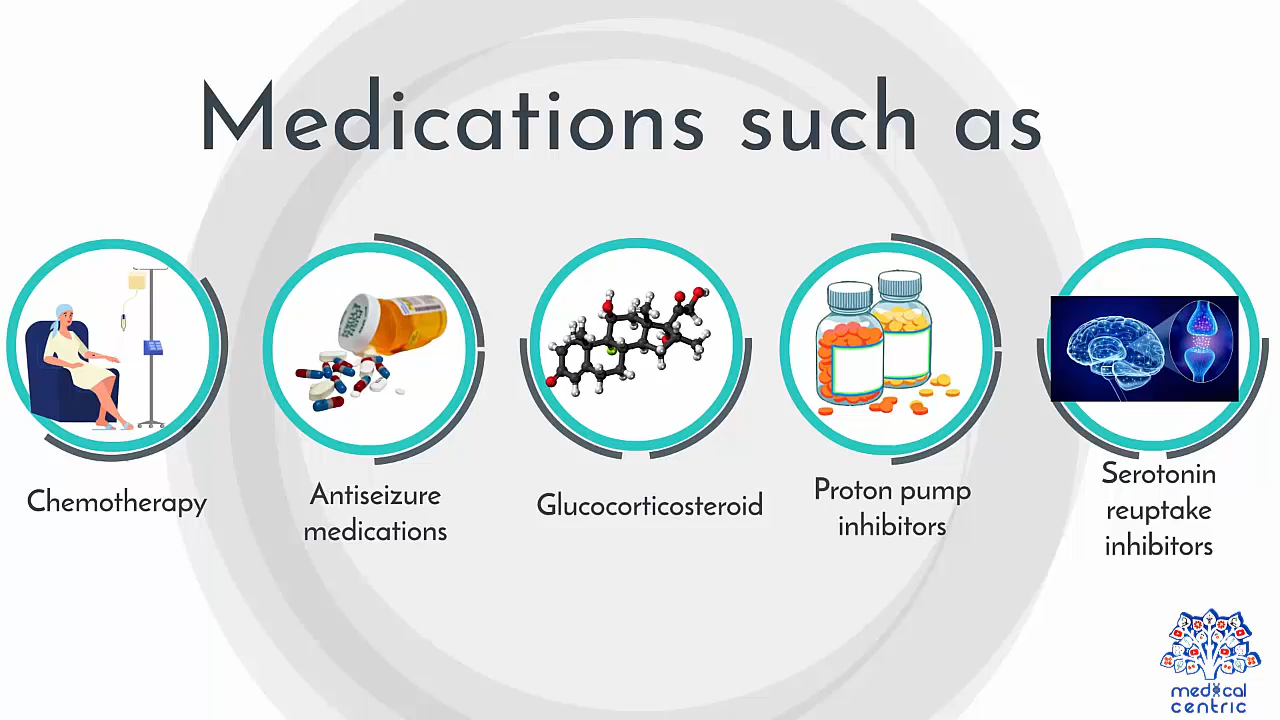 Medications such as
Chemotherapy
Antiseizure
medications
Glucocorticosteroid
Proton pump
inhibitors
Serotonin
reuptake
inhibitors
medical
centric